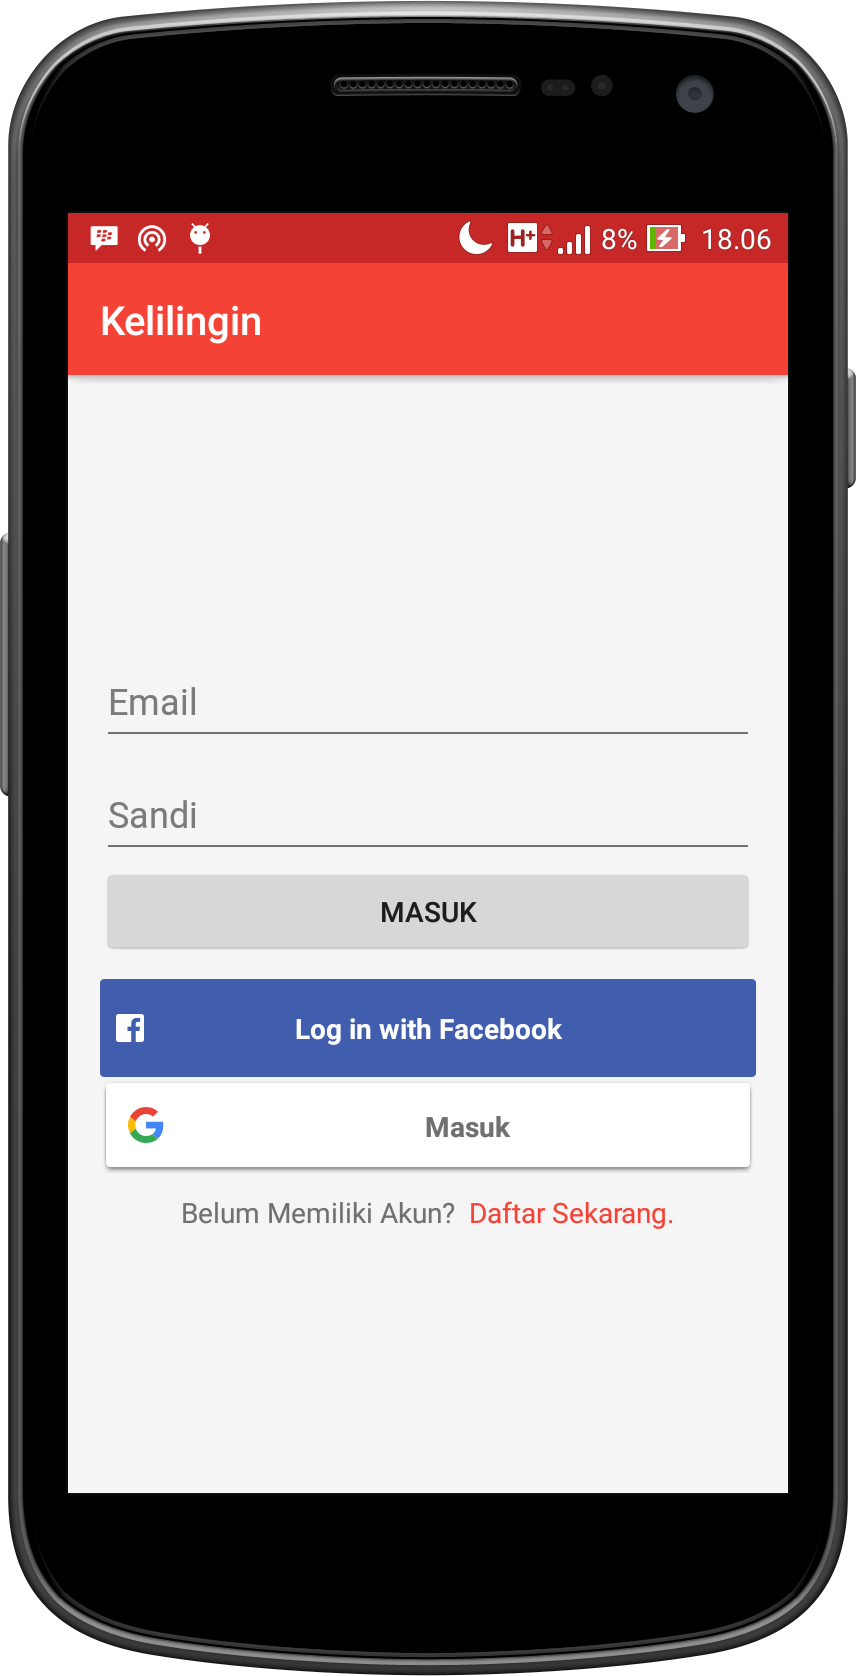 H+ 8% 18.06
Kelilingin
Email
Sandi
MASUK
Log in with Facebook
Masuk
Belum Memiliki Akun? Daftar Sekarang.